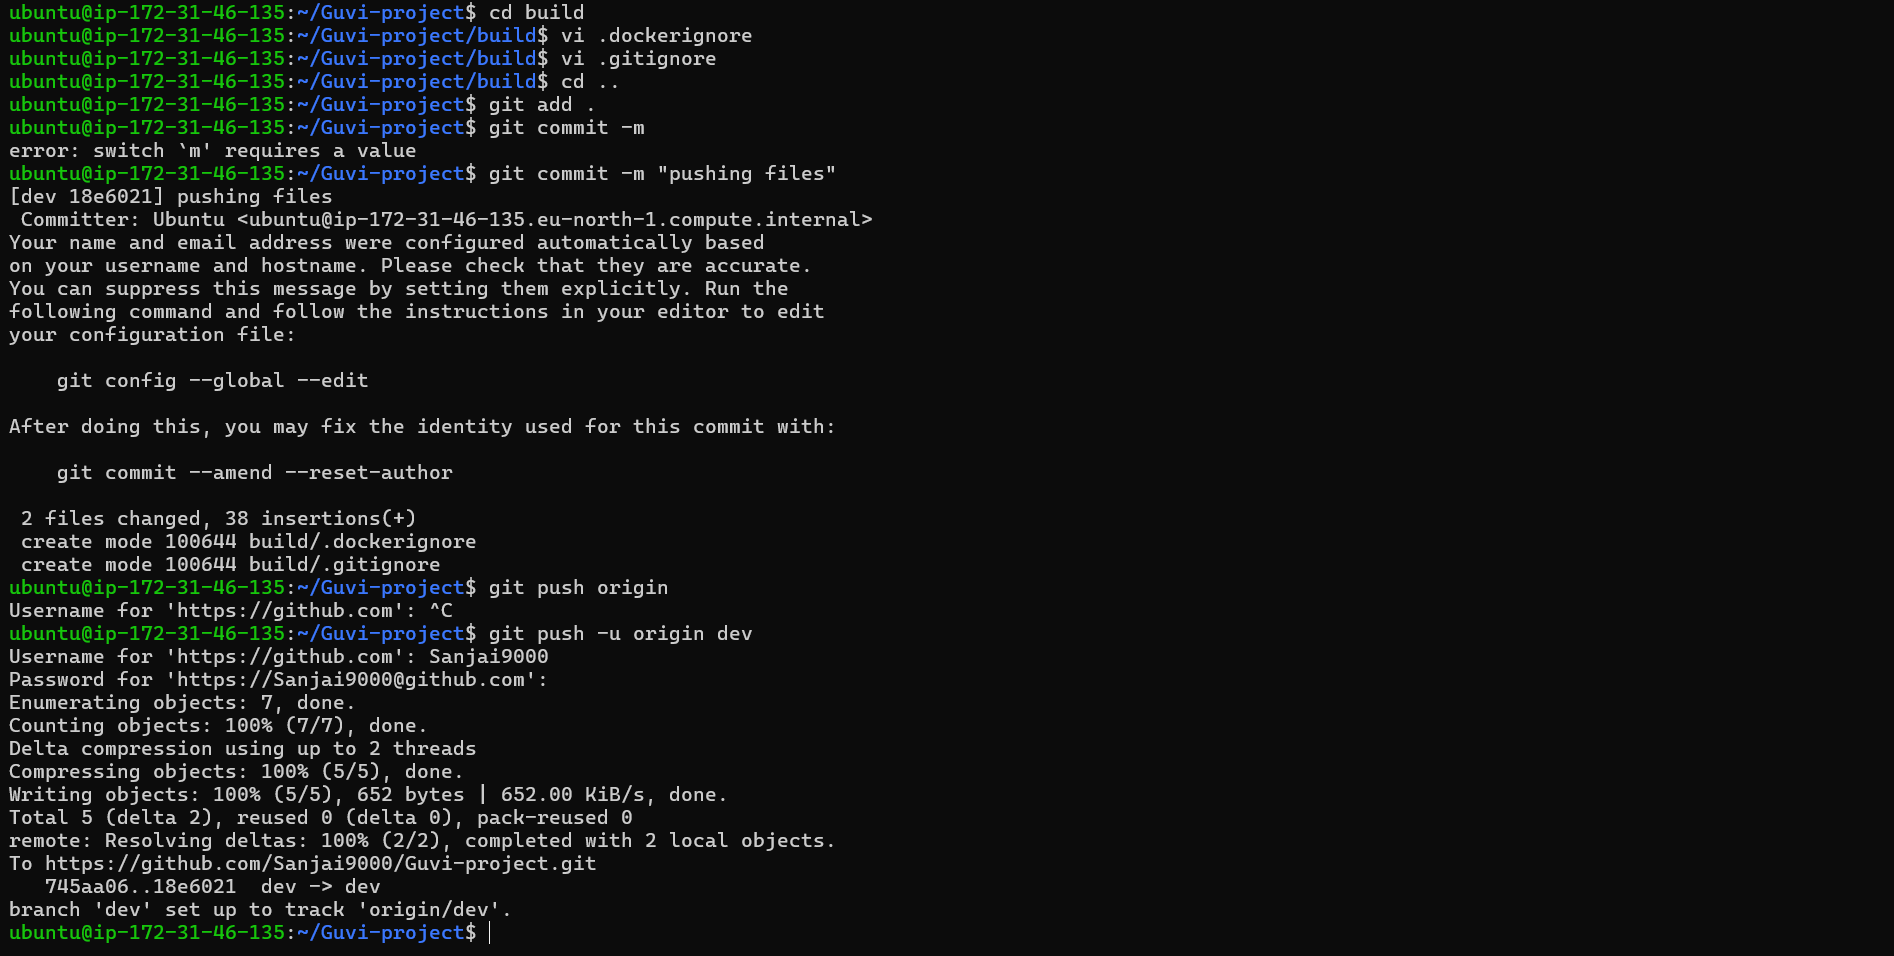 ubuntu@ip-172-31-46-135:~/Guvi-project$ cd build
ubuntu@ip-172-31-46-135:~/Guvi-project/build$ vi .dockerignore
ubuntu@ip-172-31-46-135:~/Guvi-project/build$ vi .gitignore
ubuntu@ip-172-31-46-135:~/Guvi-project/build$ cd ..
ubuntu@ip-172-31-46-135:~/Guvi-project$ git add .
ubuntu@ip-172-31-46-135:~/Guvi-project$ git commit -m
error: switch `m' requires a value
ubuntu@ip-172-31-46-135:~/Guvi-project$ git commit -m "pushing files"
[dev 18e6021] pushing files
 Committer: Ubuntu <ubuntu@ip-172-31-46-135.eu-north-1.compute.internal>
Your name and email address were configured automatically based
on your username and hostname. Please check that they are accurate.
You can suppress this message by setting them explicitly. Run the
following command and follow the instructions in your editor to edit
your configuration file:

    git config --global --edit

After doing this, you may fix the identity used for this commit with:

    git commit --amend --reset-author

 2 files changed, 38 insertions(+)
 create mode 100644 build/.dockerignore
 create mode 100644 build/.gitignore
ubuntu@ip-172-31-46-135:~/Guvi-project$ git push origin
Username for 'https://github.com': ^C
ubuntu@ip-172-31-46-135:~/Guvi-project$ git push -u origin dev
Username for 'https://github.com': Sanjai9000
Password for 'https://Sanjai9000@github.com':
Enumerating objects: 7, done.
Counting objects: 100% (7/7), done.
Delta compression using up to 2 threads
Compressing objects: 100% (5/5), done.
Writing objects: 100% (5/5), 652 bytes | 652.00 KiB/s, done.
Total 5 (delta 2), reused 0 (delta 0), pack-reused 0
remote: Resolving deltas: 100% (2/2), completed with 2 local objects.
To https://github.com/Sanjai9000/Guvi-project.git
   745aa06..18e6021  dev -> dev
branch 'dev' set up to track 'origin/dev'.
ubuntu@ip-172-31-46-135:~/Guvi-project$